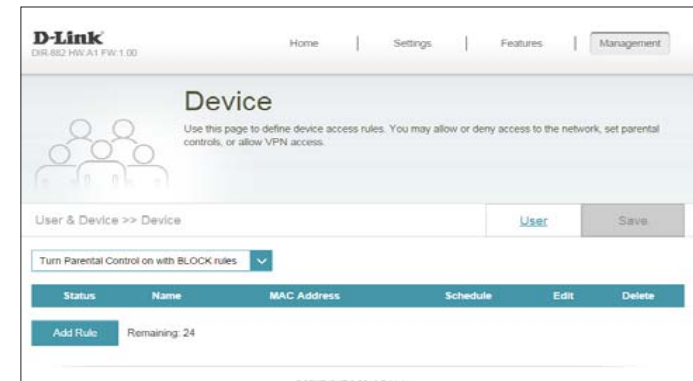 D-Link
DIR-882 HW:A1 FW:1.00
Home | Settings | Features | Management
Device
Use this page to define device access rules. You may allow or deny access to the network, set parental
controls, or allow VPN access.
User & Device >> Device
User
Save
Turn Parental Control on with BLOCK rules
Status Name MAC Address Schedule Edit Delete
Add Rule Remaining: 24